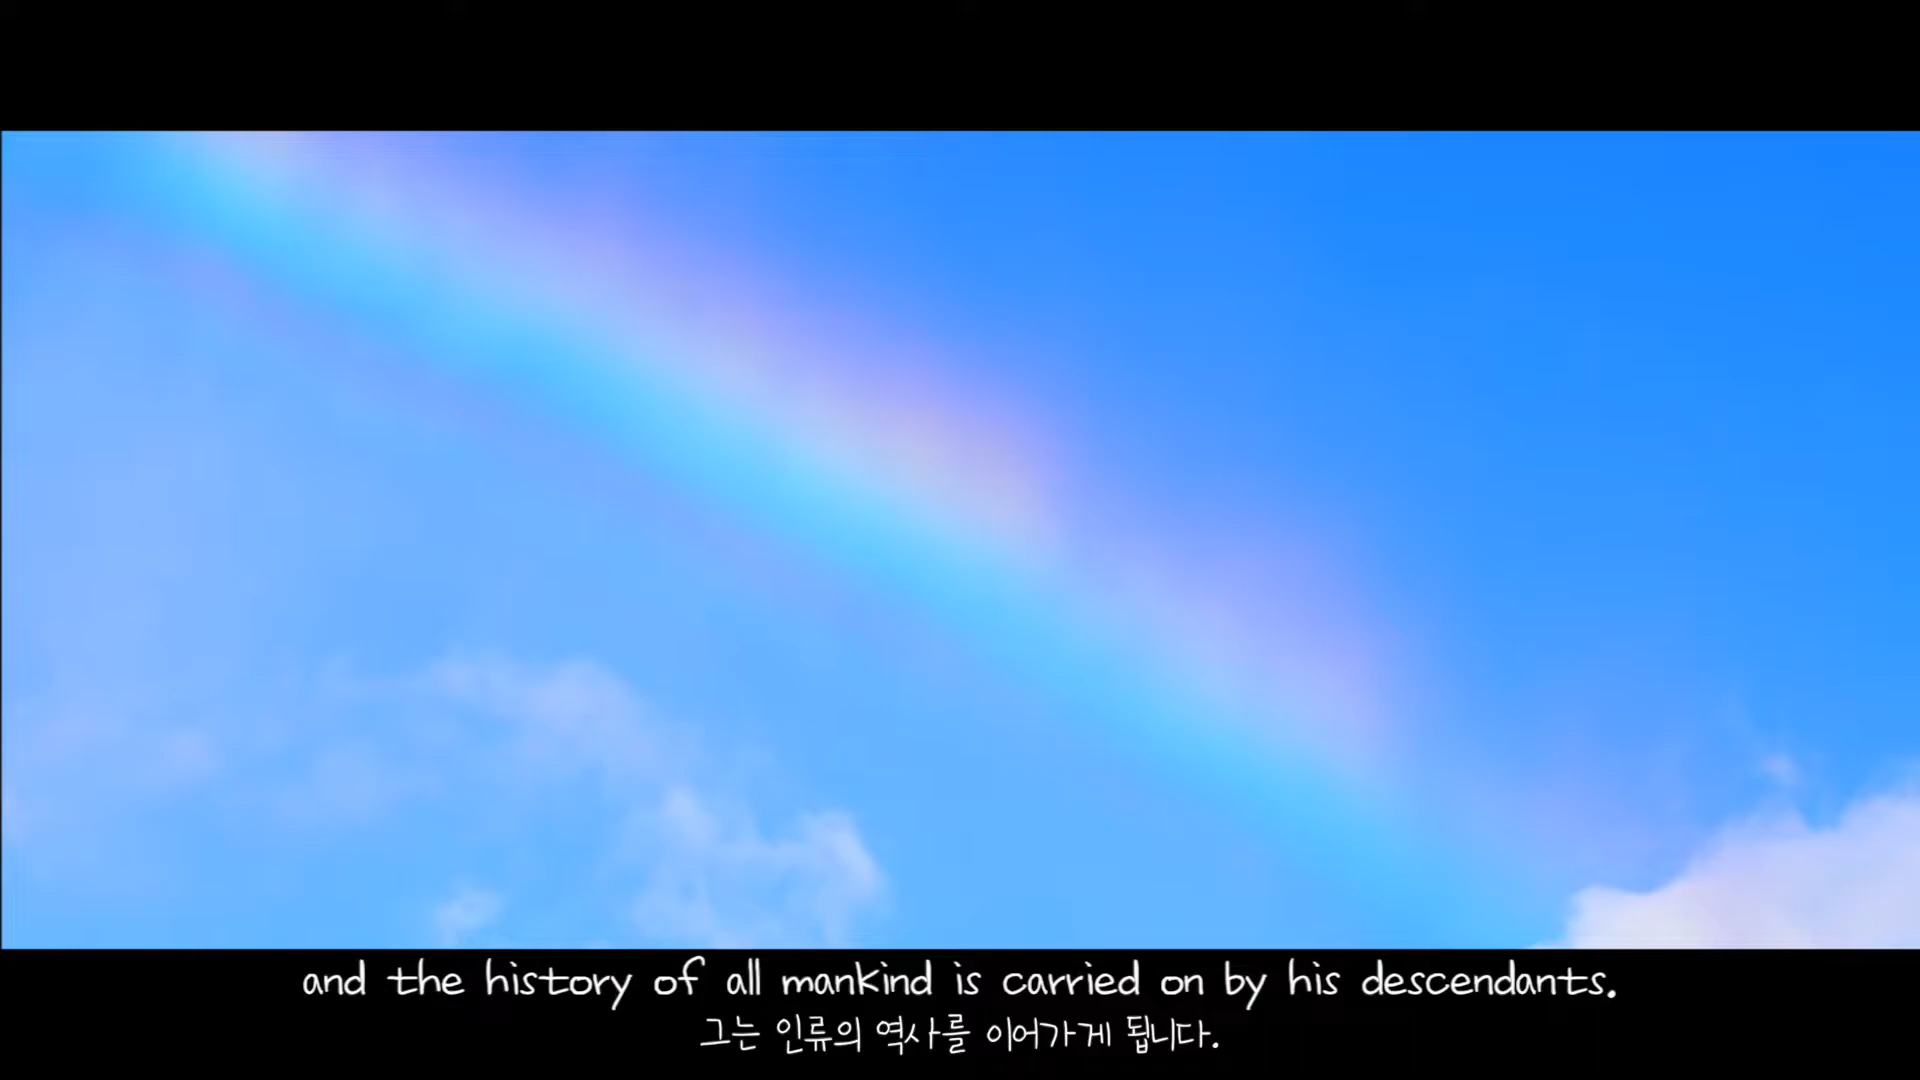 and the history of all mankind is carried on by his descendants.
그는 인류의 역사를 이어가게 됩니다.